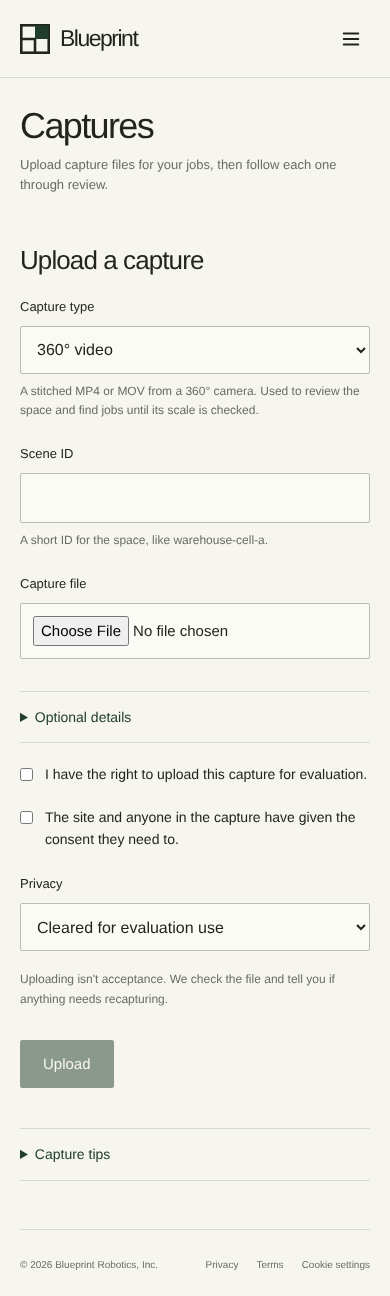 Blueprint
Captures
Upload capture files for your jobs, then follow each one
through review.
Upload a capture
Capture type
360° video
A stitched MP4 or MOV from a 360° camera. Used to review the
space and find jobs until its scale is checked.
Scene ID
A short ID for the space, like warehouse-cell-a.
Capture file
Choose File No file chosen
Optional details
I have the right to upload this capture for evaluation.
The site and anyone in the capture have given the
consent they need to.
Privacy
Cleared for evaluation use
Uploading isn't acceptance. We check the file and tell you if
anything needs recapturing.
Upload
Capture tips
© 2026 Blueprint Robotics, Inc. Privacy Terms Cookie settings